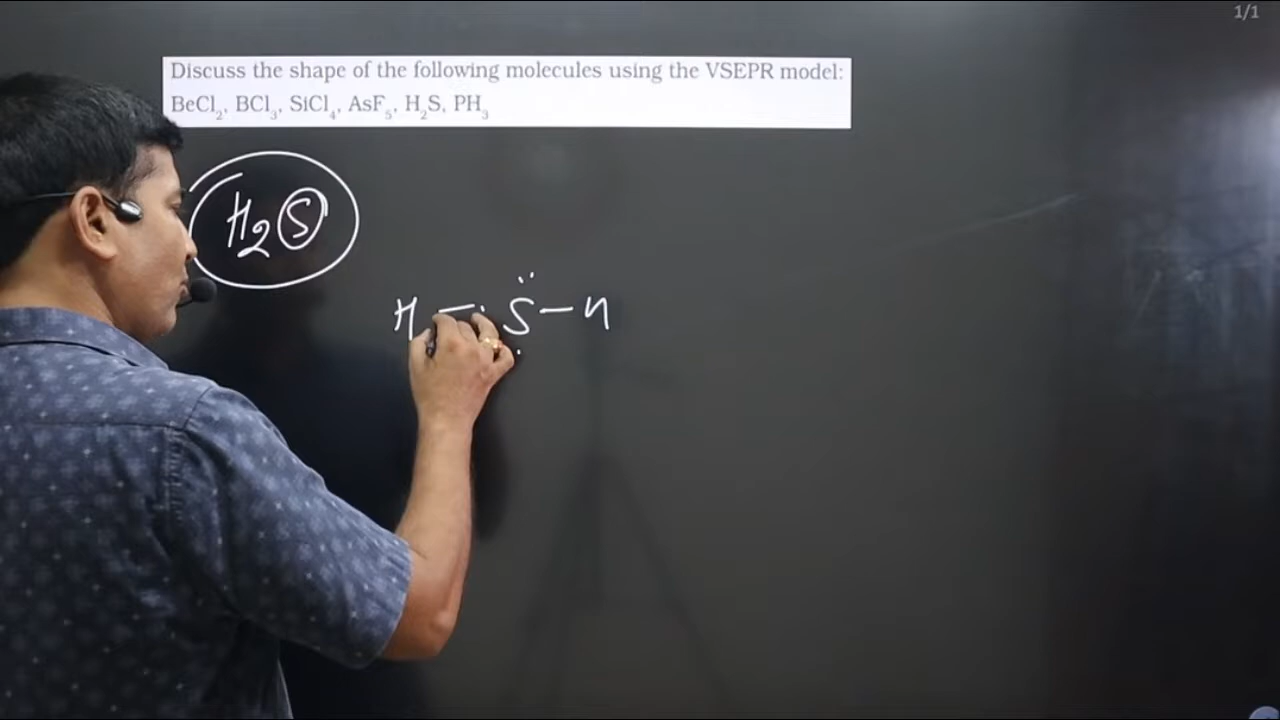 1/1
Discuss the shape of the following molecules using the VSEPR model:
BeCl₂, BCl₃, SiCl₄, AsF₅, H₂S, PH₃
H₂S
H – S – H